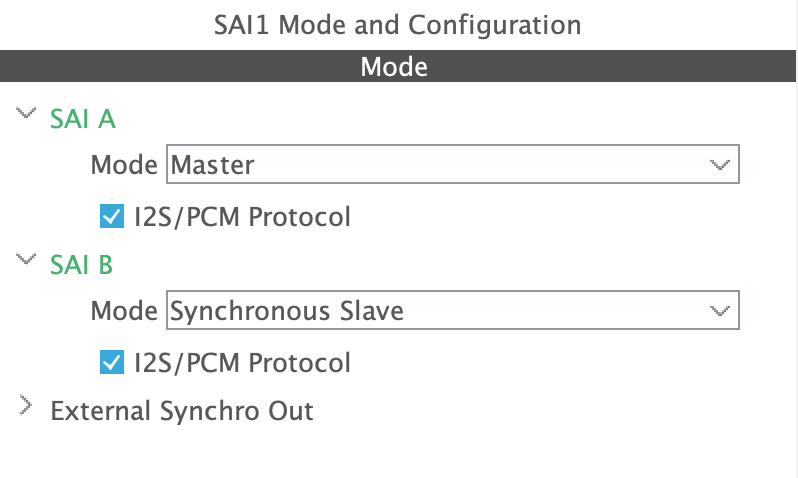 SAI1 Mode and Configuration
Mode
SAI A
Mode Master
I2S/PCM Protocol
SAI B
Mode Synchronous Slave
I2S/PCM Protocol
External Synchro Out